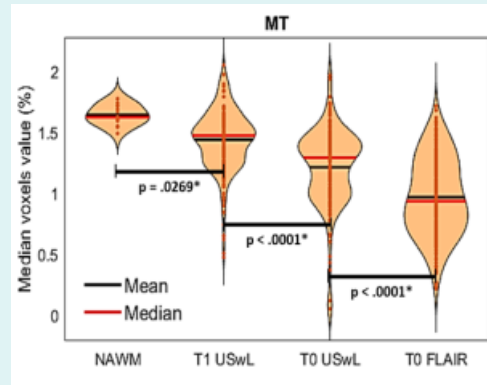 MT
Median voxels value (%)
2
1.5
1
0.5
0
p = .0269*
p < .0001*
p < .0001*
Mean
Median
NAWM T1 USwL T0 USwL T0 FLAIR